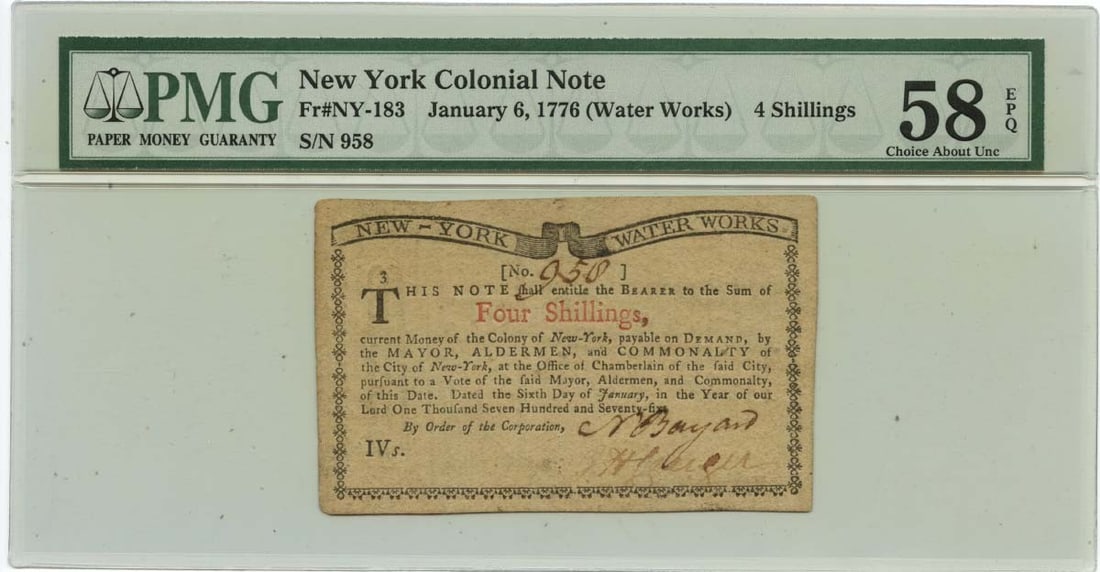 PMG
PAPER MONEY GUARANTY
New York Colonial Note
Fr#NY-183 January 6, 1776 (Water Works) 4 Shillings
S/N 958
58
EPQ
Choice About Unc
NEW-YORK WATER WORKS.
[No. 958 ]
3
THIS NOTE ſhall entitle the BEARER to the Sum of
Four Shillings,
current Money of the Colony of New-York, payable on DEMAND, by
the MAYOR, ALDERMEN, and COMMONALTY of
the City of New-York, at the Office of Chamberlain of the ſaid City,
purſuant to a Vote of the ſaid Mayor, Aldermen, and Commonalty,
of this Date. Dated the Sixth Day of January, in the Year of our
Lord One Thouſand Seven Hundred and Seventy-ſix.
By Order of the Corporation, N Bayard
IVs.